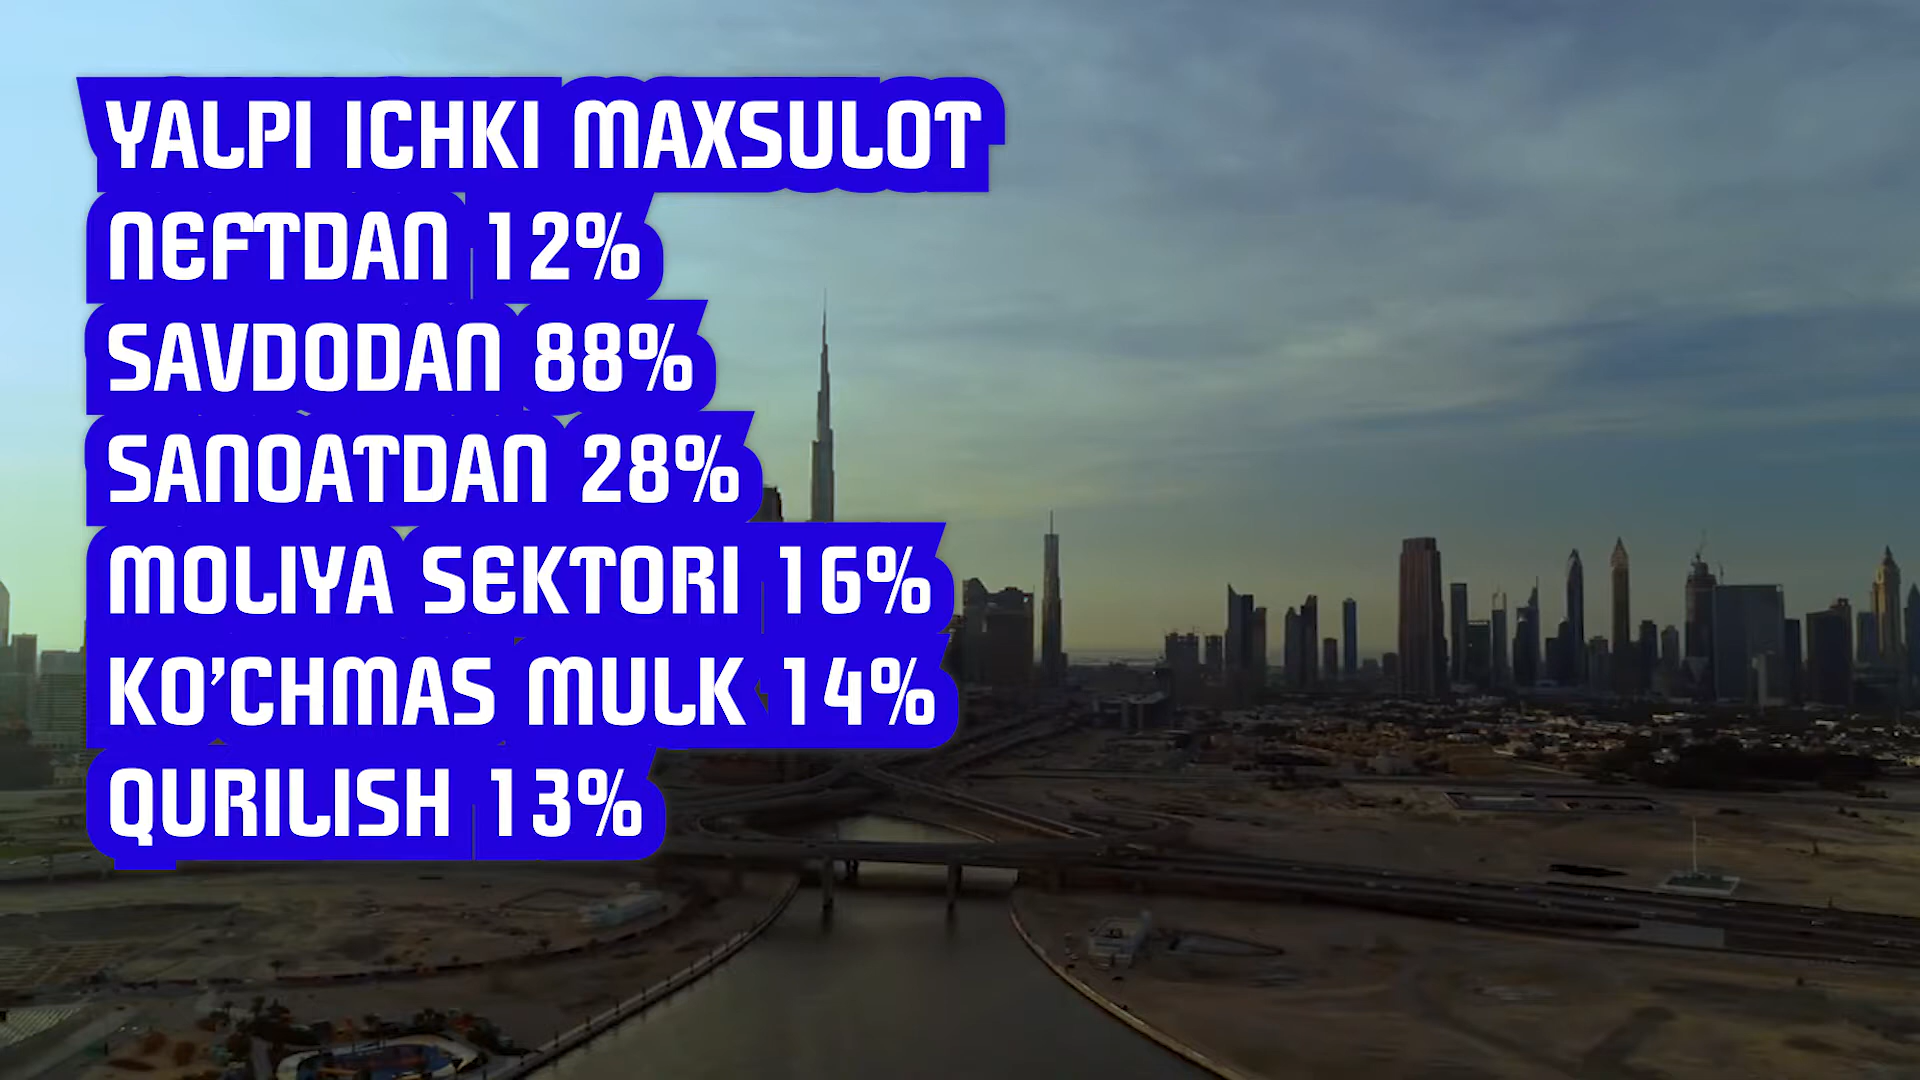 YALPI ICHKI MAXSULOT
NEFTDAN 12%
SAVDODAN 88%
SANOATDAN 28%
MOLIYA SEKTORI 16%
KO’CHMAS MULK 14%
QURILISH 13%